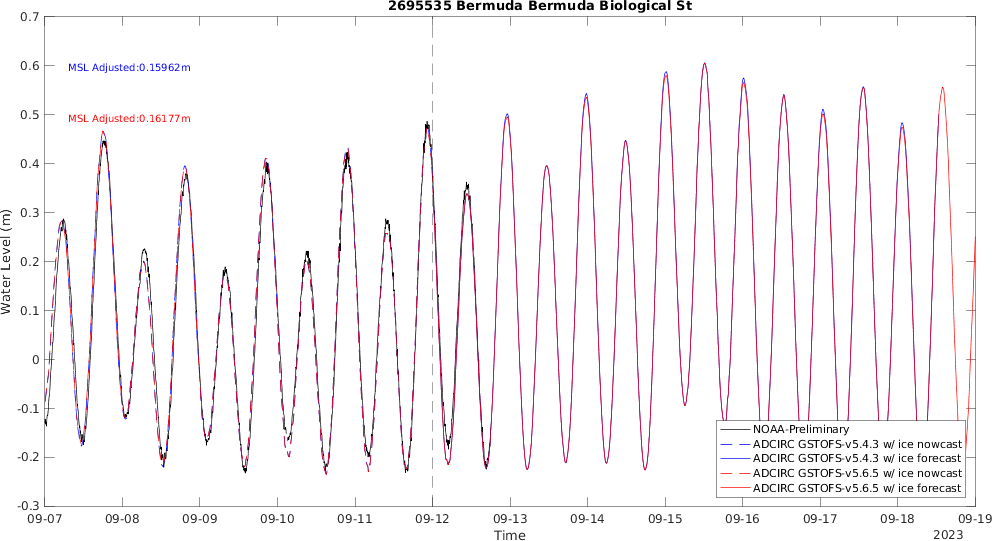 2695535 Bermuda Bermuda Biological St
0.7
0.6
0.5
0.4
0.3
0.2
0.1
0
-0.1
-0.2
-0.3
Water Level (m)
MSL Adjusted:0.15962m
MSL Adjusted:0.16177m
NOAA-Preliminary
ADCIRC GSTOFS-v5.4.3 w/ ice nowcast
ADCIRC GSTOFS-v5.4.3 w/ ice forecast
ADCIRC GSTOFS-v5.6.5 w/ ice nowcast
ADCIRC GSTOFS-v5.6.5 w/ ice forecast
09-07 09-08 09-09 09-10 09-11 09-12 09-13 09-14 09-15 09-16 09-17 09-18 09-19
Time
2023